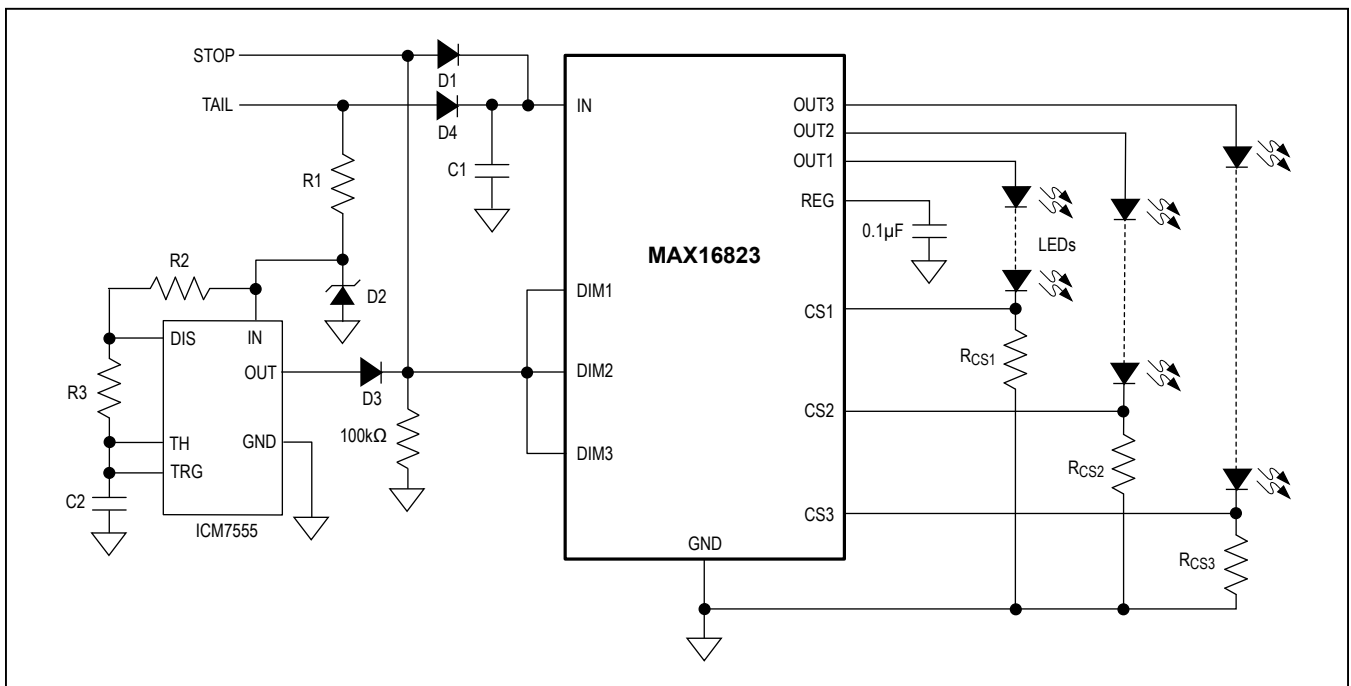 STOP
D1
TAIL
D4
IN
OUT3
OUT2
OUT1
C1
R1
REG
0.1µF
LEDs
MAX16823
R2
D2
DIM1
CS1
DIS
IN
OUT
D3
DIM2
RCS1
R3
CS2
100kΩ
TH
GND
DIM3
TRG
RCS2
C2
CS3
ICM7555
GND
RCS3